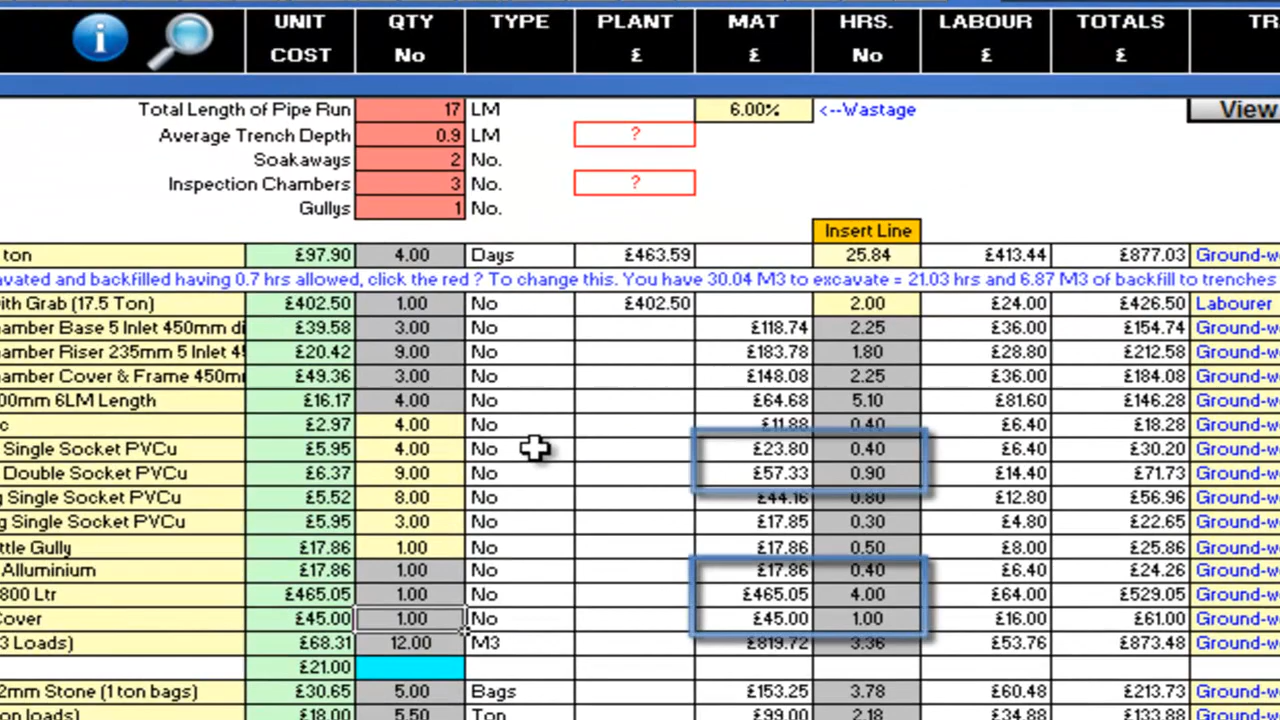 UNIT COST QTY No TYPE PLANT £ MAT £ HRS. No LABOUR £ TOTALS £ TR
Total Length of Pipe Run 17 LM 6.00% <--Wastage View
Average Trench Depth 0.9 LM ?
Soakaways 2 No.
Inspection Chambers 3 No. ?
Gullys 1 No.
Insert Line
ton £97.90 4.00 Days £463.59 25.84 £413.44 £877.03 Ground-w
avated and backfilled having 0.7 hrs allowed, click the red ? To change this. You have 30.04 M3 to excavate = 21.03 hrs and 6.87 M3 of backfill to trenches
ith Grab (17.5 Ton) £402.50 1.00 No £402.50 2.00 £24.00 £426.50 Labourer
hamber Base 5 Inlet 450mm di £39.58 3.00 No £118.74 2.25 £36.00 £154.74 Ground-w
hamber Riser 235mm 5 Inlet 45 £20.42 9.00 No £183.78 1.80 £28.80 £212.58 Ground-w
hamber Cover & Frame 450mm £49.36 3.00 No £148.08 2.25 £36.00 £184.08 Ground-w
00mm 6LM Length £16.17 4.00 No £64.68 5.10 £81.60 £146.28 Ground-w
c £2.97 4.00 No £11.88 0.40 £6.40 £18.28 Ground-w
Single Socket PVCu £5.95 4.00 No £23.80 0.40 £6.40 £30.20 Ground-w
Double Socket PVCu £6.37 9.00 No £57.33 0.90 £14.40 £71.73 Ground-w
g Single Socket PVCu £5.52 8.00 No £44.16 0.80 £12.80 £56.96 Ground-w
g Single Socket PVCu £5.95 3.00 No £17.85 0.30 £4.80 £22.65 Ground-w
ttle Gully £17.86 1.00 No £17.86 0.50 £8.00 £25.86 Ground-w
Alluminium £17.86 1.00 No £17.86 0.40 £6.40 £24.26 Ground-w
800 Ltr £465.05 1.00 No £465.05 4.00 £64.00 £529.05 Ground-w
Cover £45.00 1.00 No £45.00 1.00 £16.00 £61.00 Ground-w
3 Loads) £68.31 12.00 M3 £819.72 3.36 £53.76 £873.48 Ground-w
£21.00
2mm Stone (1 ton bags) £30.65 5.00 Bags £153.25 3.78 £60.48 £213.73 Ground-w
on loads) £18.00 5.50 Ton £99.00 2.18 £34.88 £133.88 Ground-w